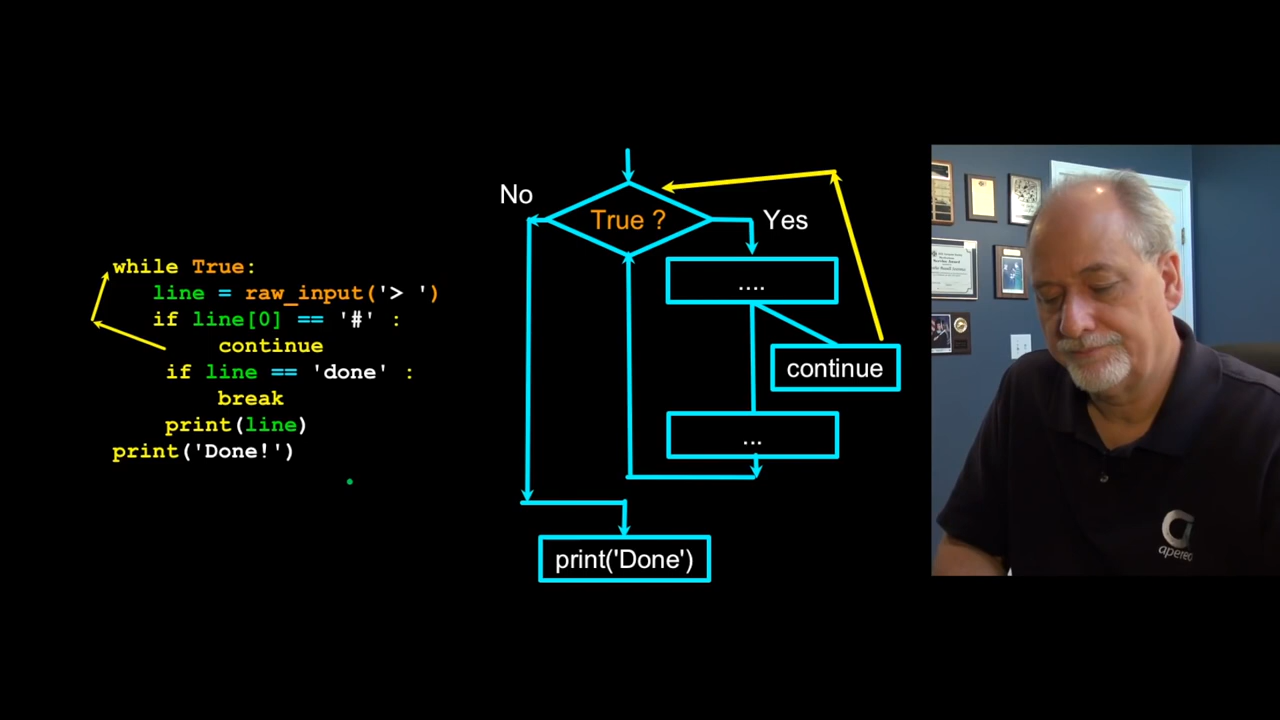 while True:
line = raw_input('> ')
if line[0] == '#' :
continue
if line == 'done' :
break
print(line)
print('Done!')
No
True ?
Yes
....
continue
...
print('Done')
apereo